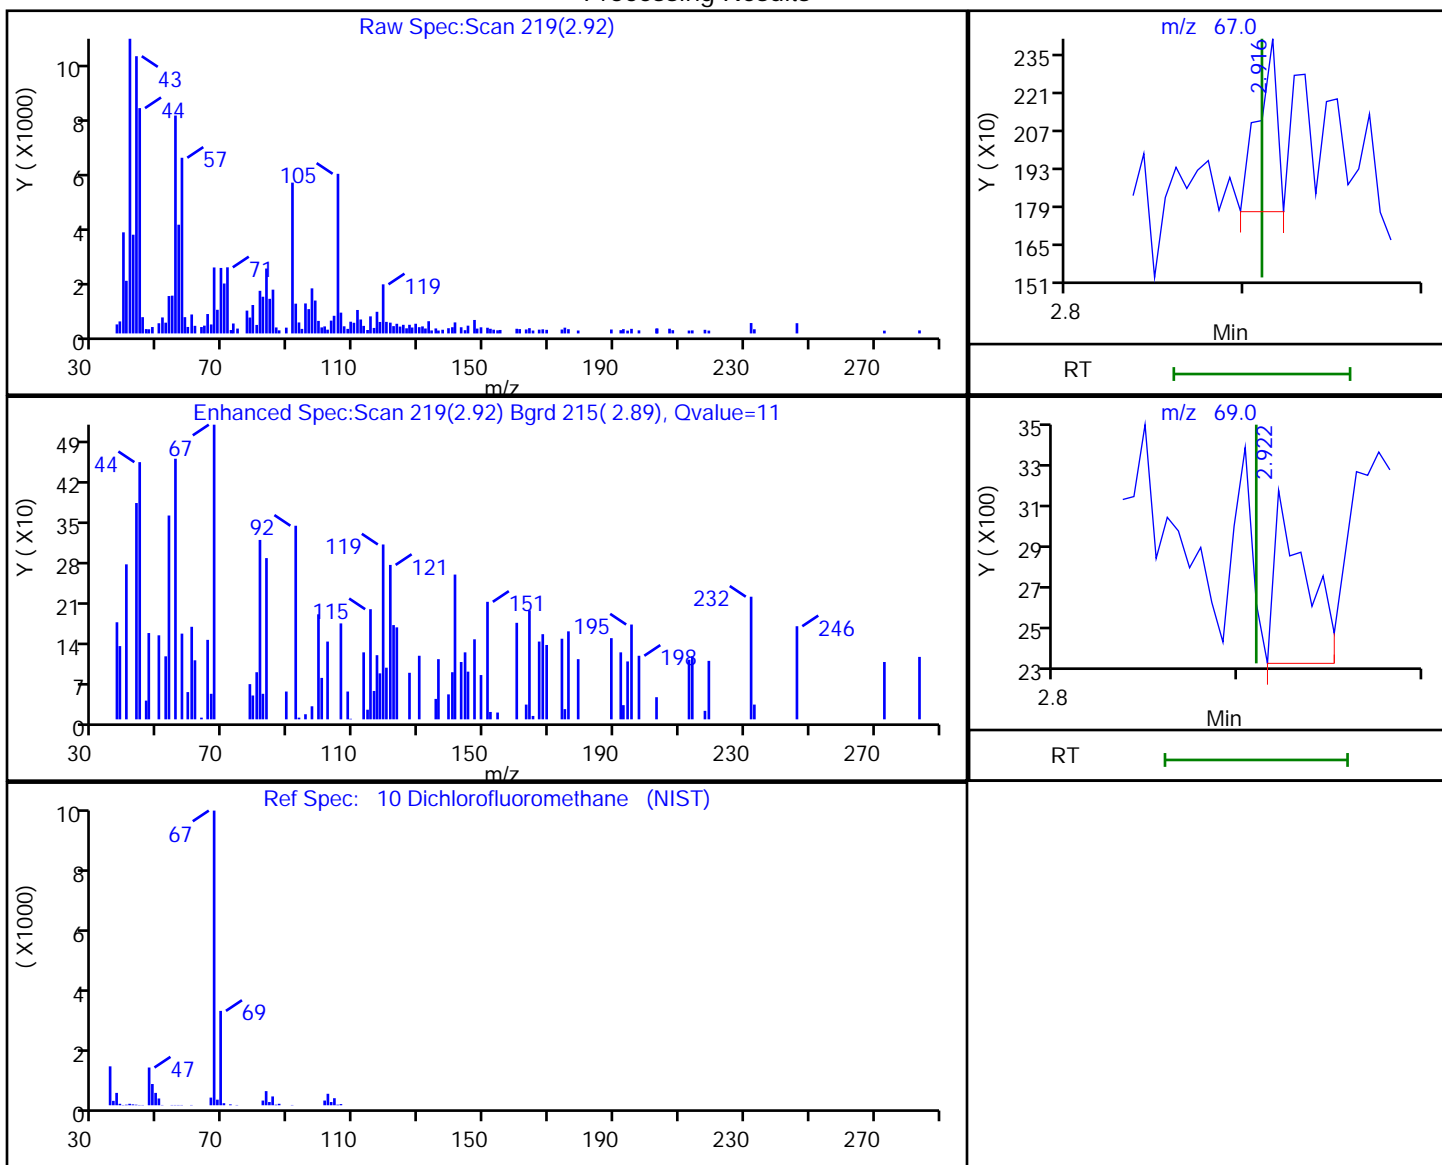 Processing Results
Raw Spec:Scan 219(2.92)
Y ( X1000)
10
8
6
4
2
0
43
44
57
71
105
119
30 70 110 150 190 230 270
m/z
m/z 67.0
Y ( X10)
235
221
207
193
179
165
151
2.916
2.8
Min
RT
Enhanced Spec:Scan 219(2.92) Bgrd 215( 2.89), Qvalue=11
Y ( X10)
49
42
35
28
21
14
7
0
44
67
92
115
119
121
151
195
198
232
246
30 70 110 150 190 230 270
m/z
m/z 69.0
Y ( X100)
35
33
31
29
27
25
23
2.922
2.8
Min
RT
Ref Spec: 10 Dichlorofluoromethane (NIST)
( X1000)
10
8
6
4
2
0
67
69
47
30 70 110 150 190 230 270